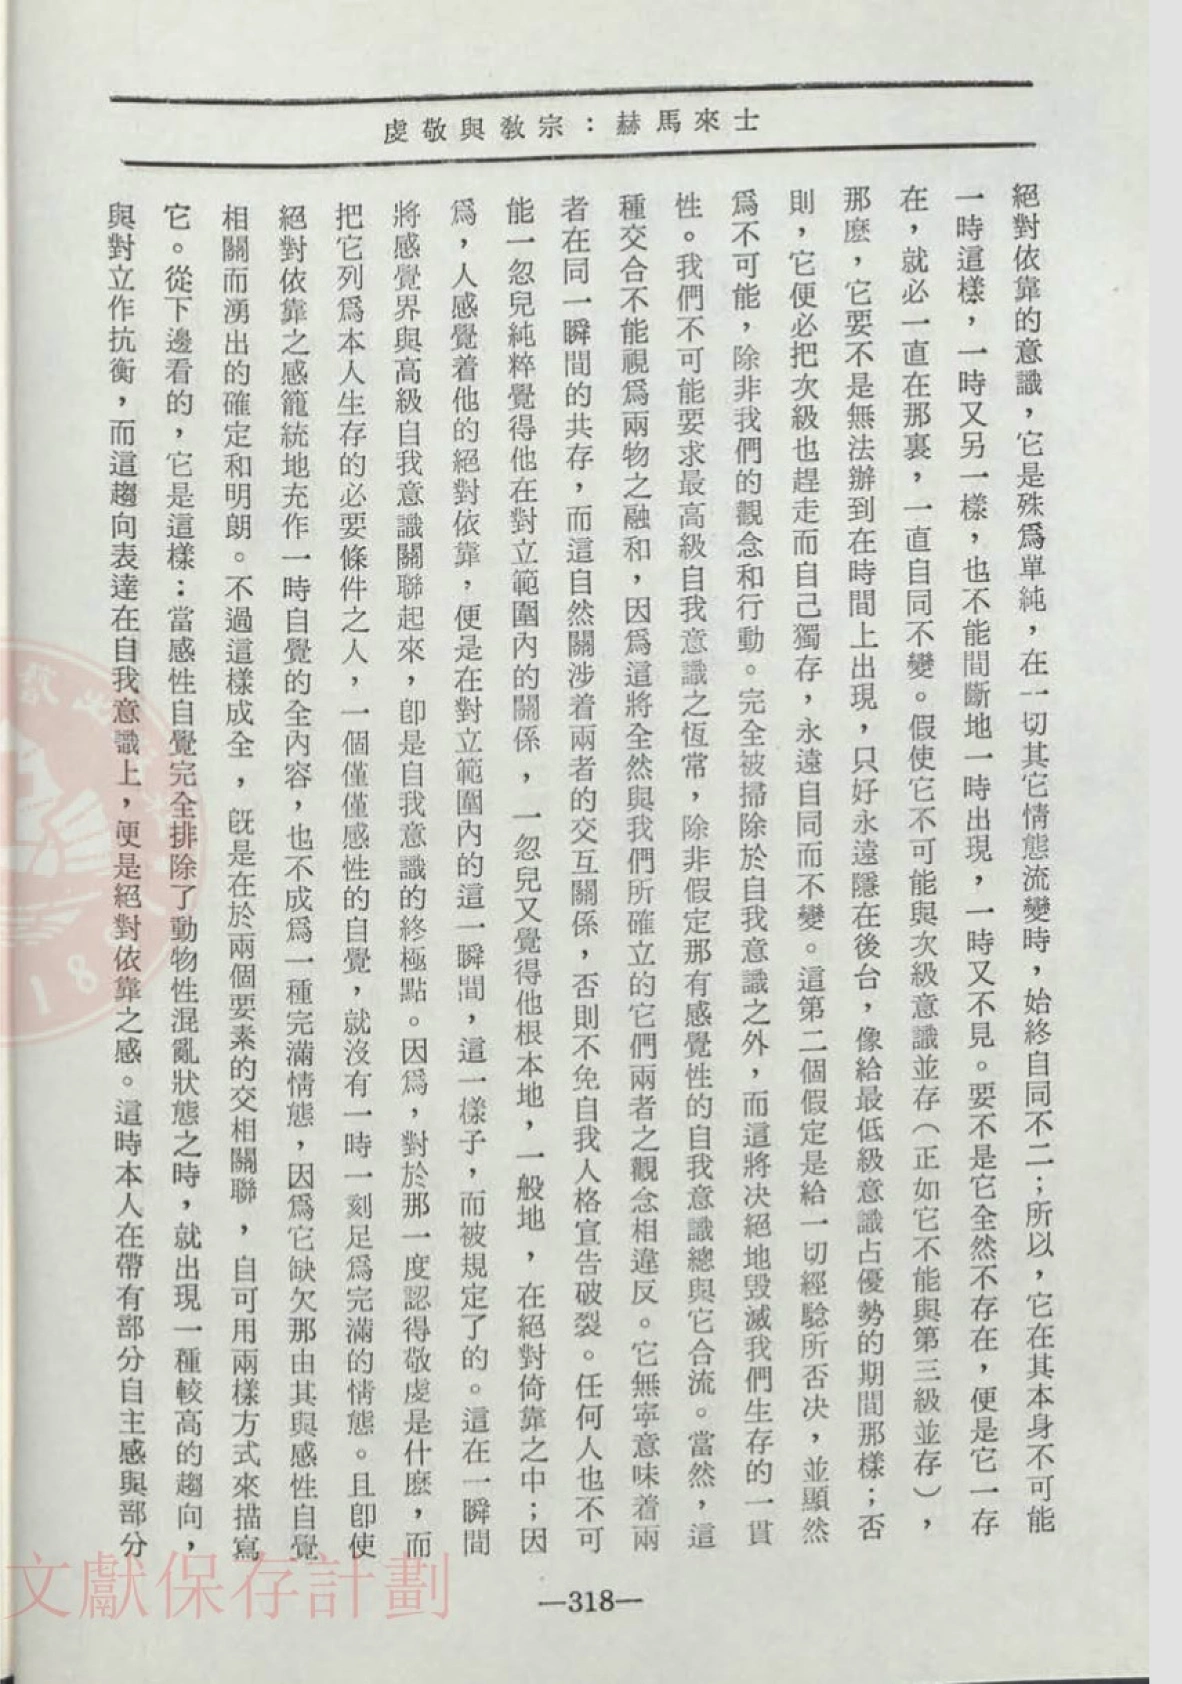 士來馬赫：宗教與敬虔
絕對依靠的意識，它是殊爲單純，在一切其它情態流變時，始終自同不二；所以，它在其本身不可能
一時這樣，一時又另一樣，也不能間斷地一時出現，一時又不見。要不是它全然不存在，便是它一存
在，就必一直在那裏，一直自同不變。假使它不可能與次級意識並存（正如它不能與第三級並存），
那麽，它要不是無法辦到在時間上出現，只好永遠隱在後台，像給最低級意識占優勢的期間那樣；否
則，它便必把次級也趕走而自己獨存，永遠自同而不變。這第二個假定是給一切經驗所否決，並顯然
爲不可能，除非我們的觀念和行動。完全被掃除於自我意識之外，而這將決絕地毀滅我們生存的一貫
性。我們不可能要求最高級自我意識之恆常，除非假定那有感覺性的自我意識總與它合流。當然，這
種交合不能視爲兩物之融和，因爲這將全然與我們所確立的它們兩者之觀念相違反。它無寧意味着兩
者在同一瞬間的共存，而這自然關涉着兩者的交互關係，否則不免自我人格宣告破裂。任何人也不可
能一忽兒純粹覺得他在對立範圍內的關係，一忽兒又覺得他根本地，一般地，在絕對倚靠之中；因
爲，人感覺着他的絕對依靠，便是在對立範圍內的這一瞬間，這一樣子，而被規定了的。這在一瞬間
將感覺界與高級自我意識關聯起來，卽是自我意識的終極點。因爲，對於那一度認得敬虔是什麽，而
把它列爲本人生存的必要條件之人，一個僅僅感性的自覺，就沒有一時一刻足爲完滿的情態。且卽使
絕對依靠之感籠統地充作一時自覺的全內容，也不成爲一種完滿情態，因爲它缺欠那由其與感性自覺
相關而湧出的確定和明朗。不過這樣成全，旣是在於兩個要素的交相關聯，自可用兩樣方式來描寫
它。從下邊看的，它是這樣：當感性自覺完全排除了動物性混亂狀態之時，就出現一種較高的趨向，
與對立作抗衡，而這趨向表達在自我意識上，便是絕對依靠之感。這時本人在帶有部分自主感與部分
—318—
文獻保存計劃